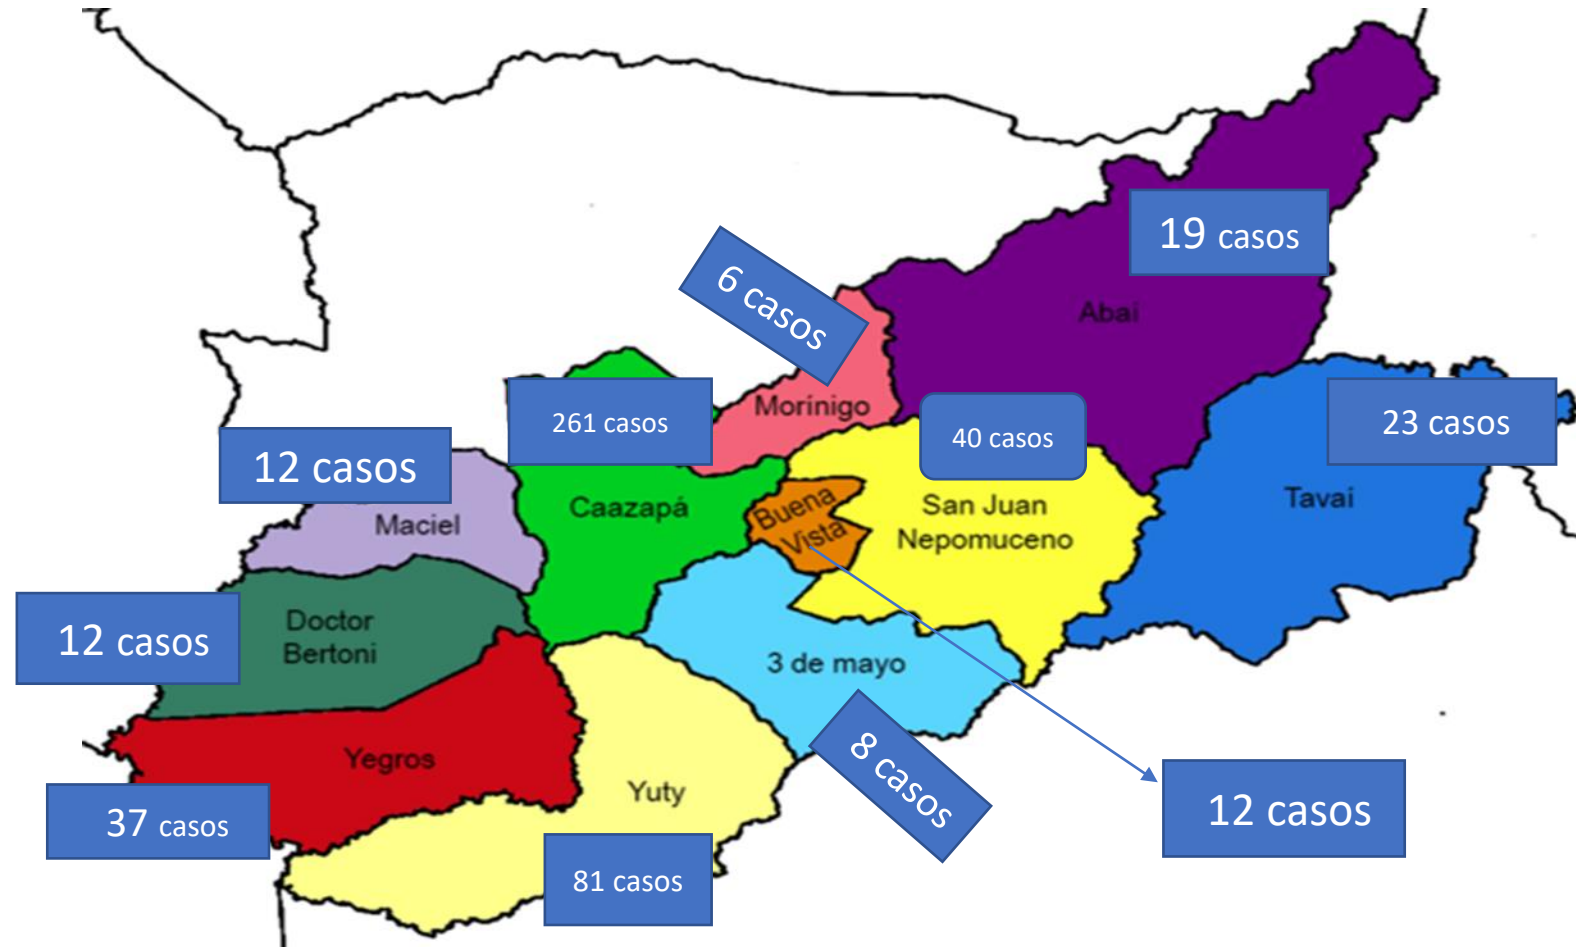 19 casos
Abaí
6 casos
Morínigo
261 casos
40 casos
23 casos
12 casos
Maciel
Caazapá
Buena
Vista
San Juan
Nepomuceno
Tavaí
12 casos
Doctor
Bertoni
3 de mayo
8 casos
Yegros
37 casos
Yuty
81 casos
12 casos